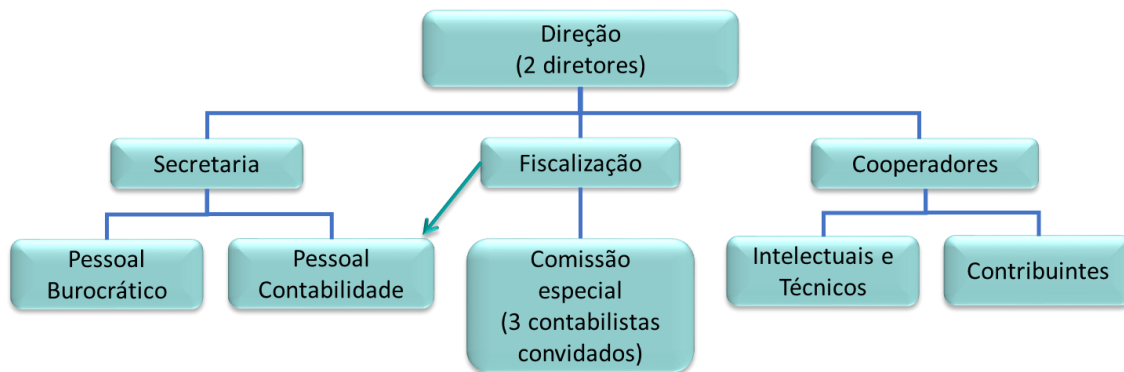 Direção
(2 diretores)
Secretaria
Fiscalização
Cooperadores
Pessoal
Burocrático
Pessoal
Contabilidade
Comissão
especial
(3 contabilistas
convidados)
Intelectuais e
Técnicos
Contribuintes